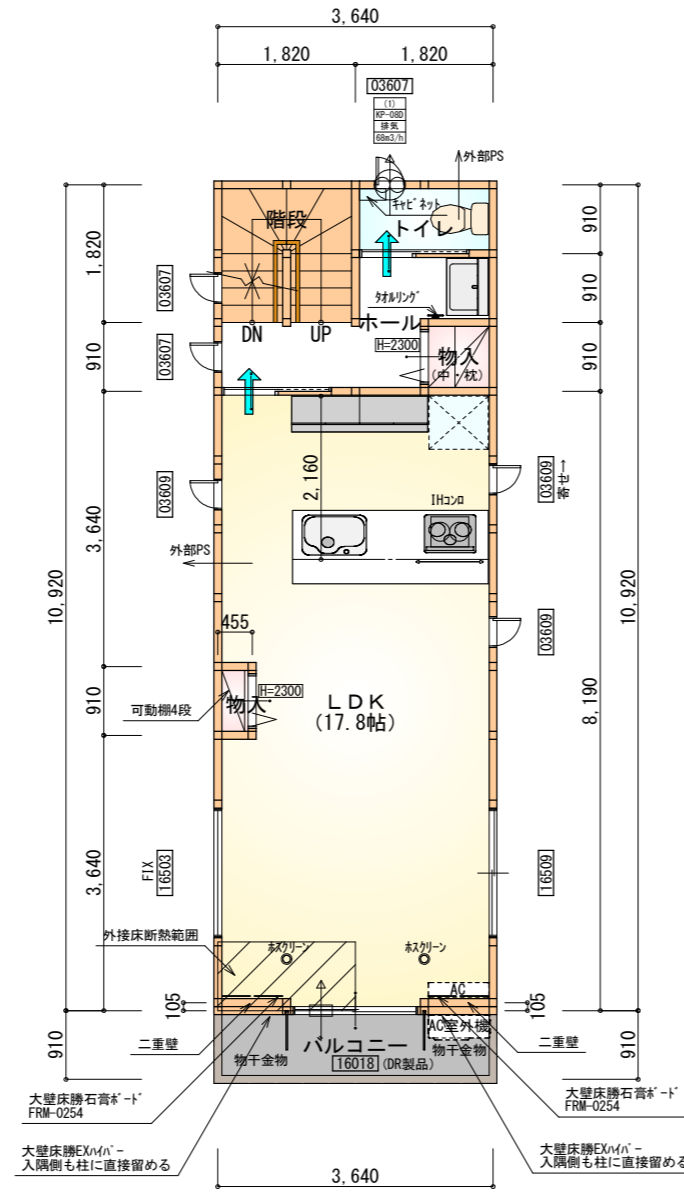 3,640
1,820
1,820
03607
(1)
KP-08D
排気
68m3/h
外部PS
キャビネット
トイレ
階段
910
1,820
910
03607
タオルリング
ホール
DN
UP
H=2300
物入
(中・枕)
910
910
03607
2,160
IHコンロ
03609
寄せ→
03609
3,640
外部PS
10,920
10,920
455
03609
可動棚4段
910
H=2300
物入
LDK
(17.8帖)
8,190
3,640
FIX
16503
16509
外接床断熱範囲
ホスクリーン
ホスクリーン
AC
105
105
AC室外機
910
910
二重壁
物干金物
バルコニー
物干金物
二重壁
16018
(DR製品)
大壁床勝石膏ボード
FRM-0254
大壁床勝石膏ボード
FRM-0254
大壁床勝EXハイパー
入隅側も柱に直接留める
大壁床勝EXハイパー
入隅側も柱に直接留める
3,640